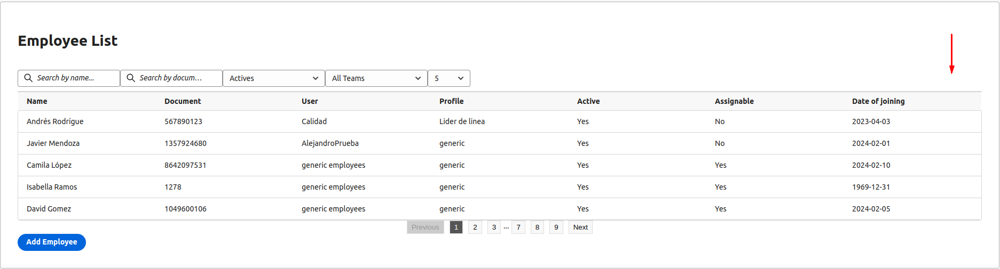 Employee List
Search by name... Search by docum... Actives All Teams 5
Name Document User Profile Active Assignable Date of joining
Andrés Rodrígue 567890123 Calidad Lider de linea Yes No 2023-04-03
Javier Mendoza 1357924680 AlejandroPrueba generic Yes No 2024-02-01
Camila López 8642097531 generic employees generic Yes Yes 2024-02-10
Isabella Ramos 1278 generic employees generic Yes Yes 1969-12-31
David Gomez 1049600106 generic employees generic Yes Yes 2024-02-05
Previous 1 2 3 ... 7 8 9 Next
Add Employee